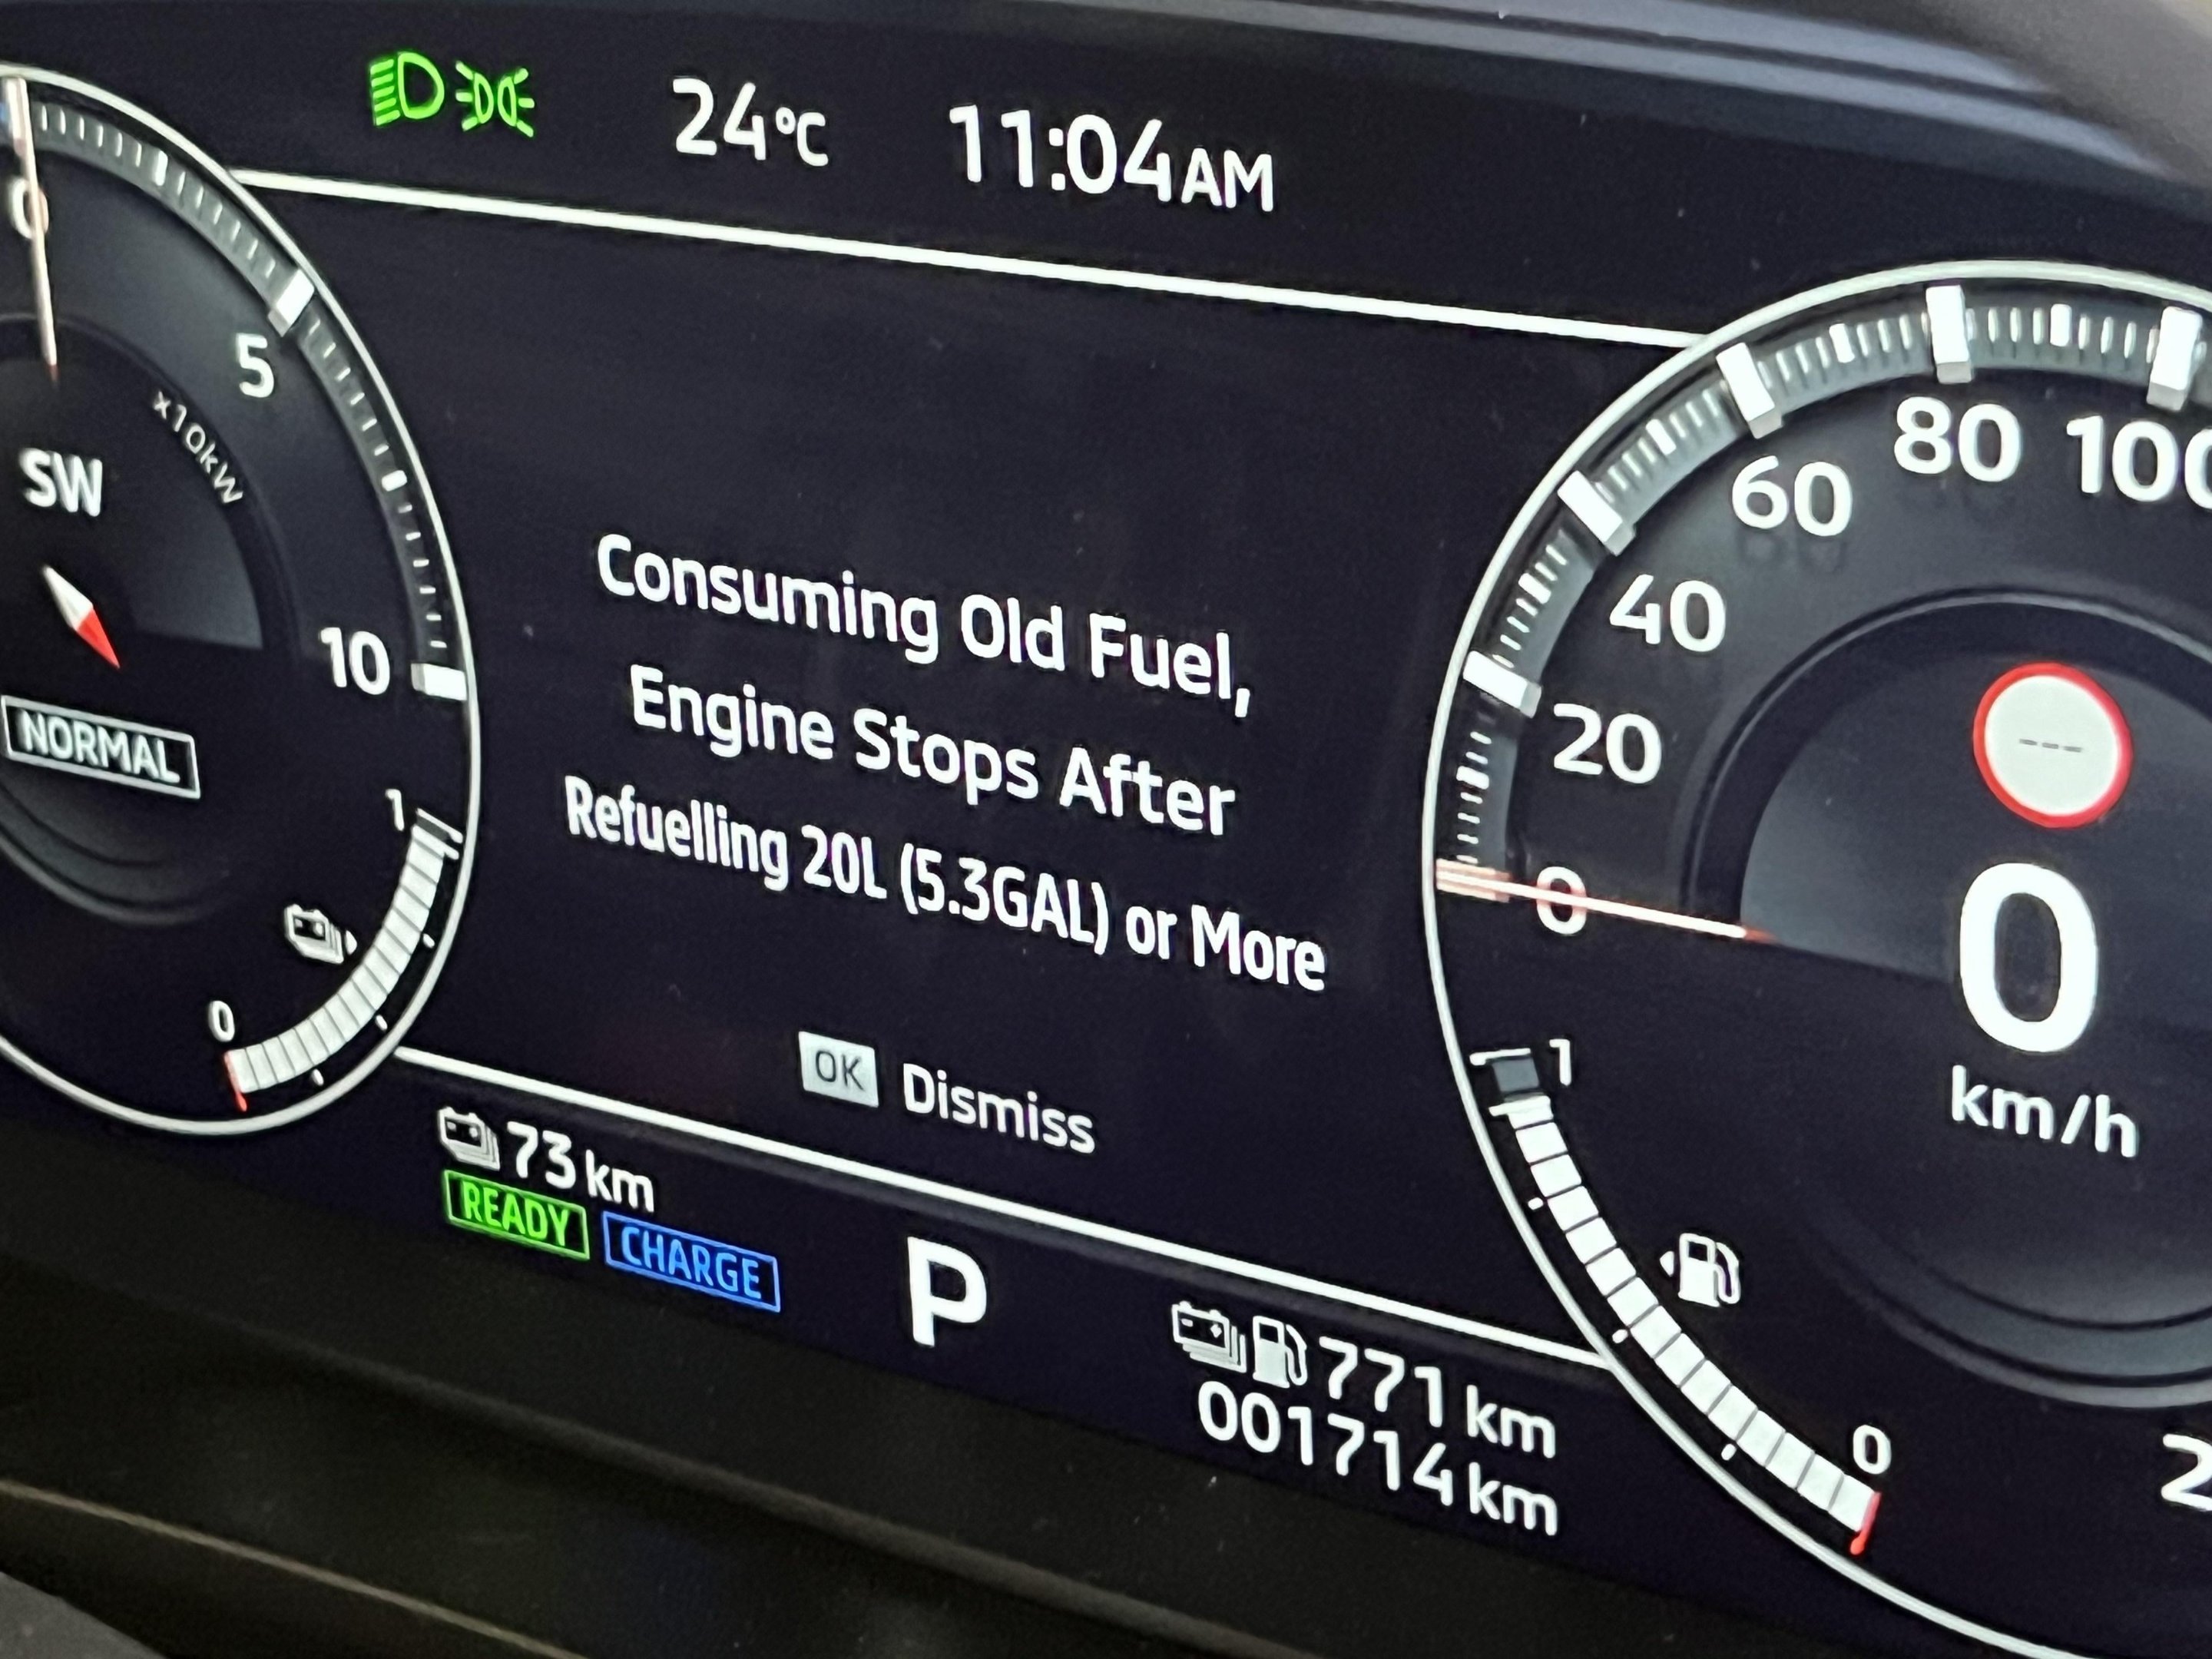 24°C 11:04AM
0
5
10
x10kW
SW
NORMAL
1
0
Consuming Old Fuel,
Engine Stops After
Refuelling 20L (5.3GAL) or More
OK Dismiss
73 km
READY CHARGE
P
771 km
001714 km
0
20
40
60
80
100
---
0
km/h
1
0
2